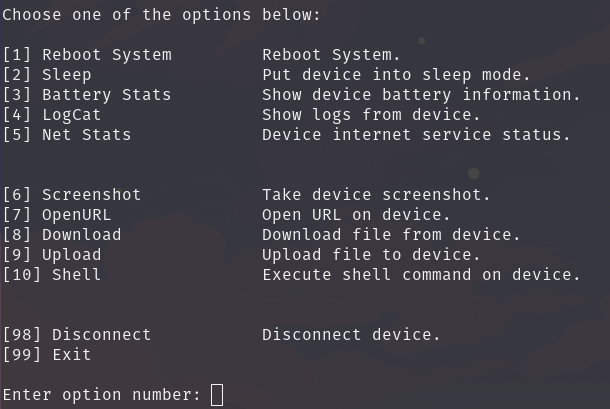 Choose one of the options below:
[1] Reboot System Reboot System.
[2] Sleep Put device into sleep mode.
[3] Battery Stats Show device battery information.
[4] LogCat Show logs from device.
[5] Net Stats Device internet service status.
[6] Screenshot Take device screenshot.
[7] OpenURL Open URL on device.
[8] Download Download file from device.
[9] Upload Upload file to device.
[10] Shell Execute shell command on device.
[98] Disconnect Disconnect device.
[99] Exit
Enter option number: